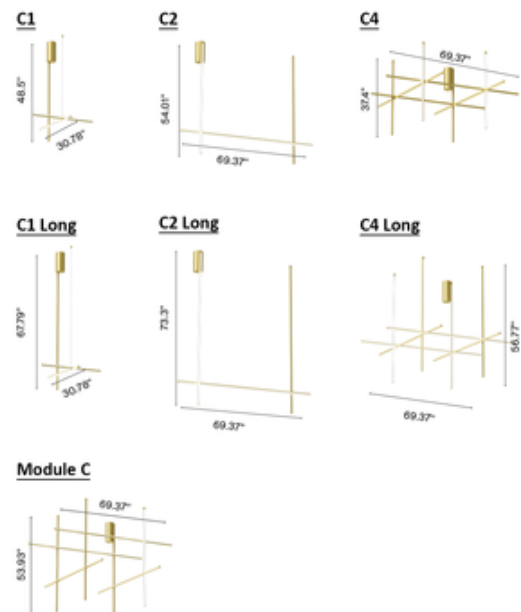 C1
C2
C4
48.5"
30.78"
54.01"
69.37"
69.37"
37.4"
C1 Long
C2 Long
C4 Long
67.79"
30.78"
73.3"
69.37"
56.77"
69.37"
Module C
69.37"
53.93"